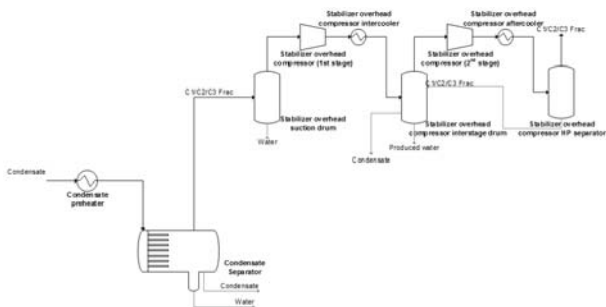 Stabilizer overhead
compressor intercooler
Stabilizer overhead
compressor aftercooler
C1/C2/C3 Frac
Stabilizer overhead
compressor (1st stage)
Stabilizer overhead
compressor (2nd stage)
C1/C2/C3 Frac
C1/C2/C3 Frac
Stabilizer overhead
suction drum
Stabilizer overhead
compressor interstage drum
Stabilizer overhead
compressor HP separator
Water
Produced water
Condensate
Condensate
Condensate
preheater
Condensate
Separator
Condensate
Water